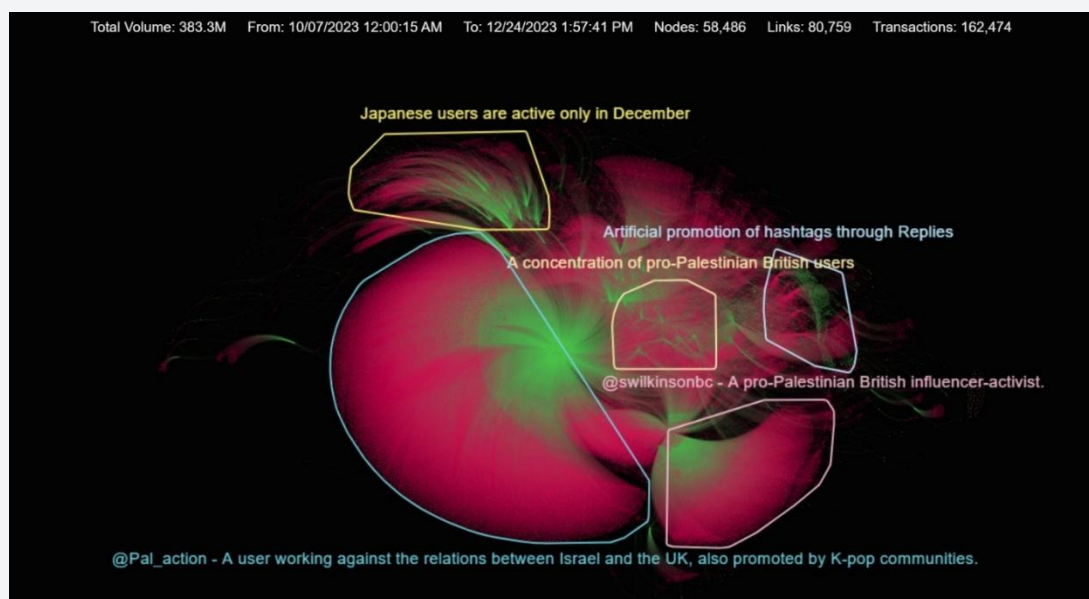 Total Volume: 383.3M From: 10/07/2023 12:00:15 AM To: 12/24/2023 1:57:41 PM Nodes: 58,486 Links: 80,759 Transactions: 162,474
Japanese users are active only in December
Artificial promotion of hashtags through Replies
A concentration of pro-Palestinian British users
@swilkinsonbc - A pro-Palestinian British influencer-activist.
@Pal_action - A user working against the relations between Israel and the UK, also promoted by K-pop communities.